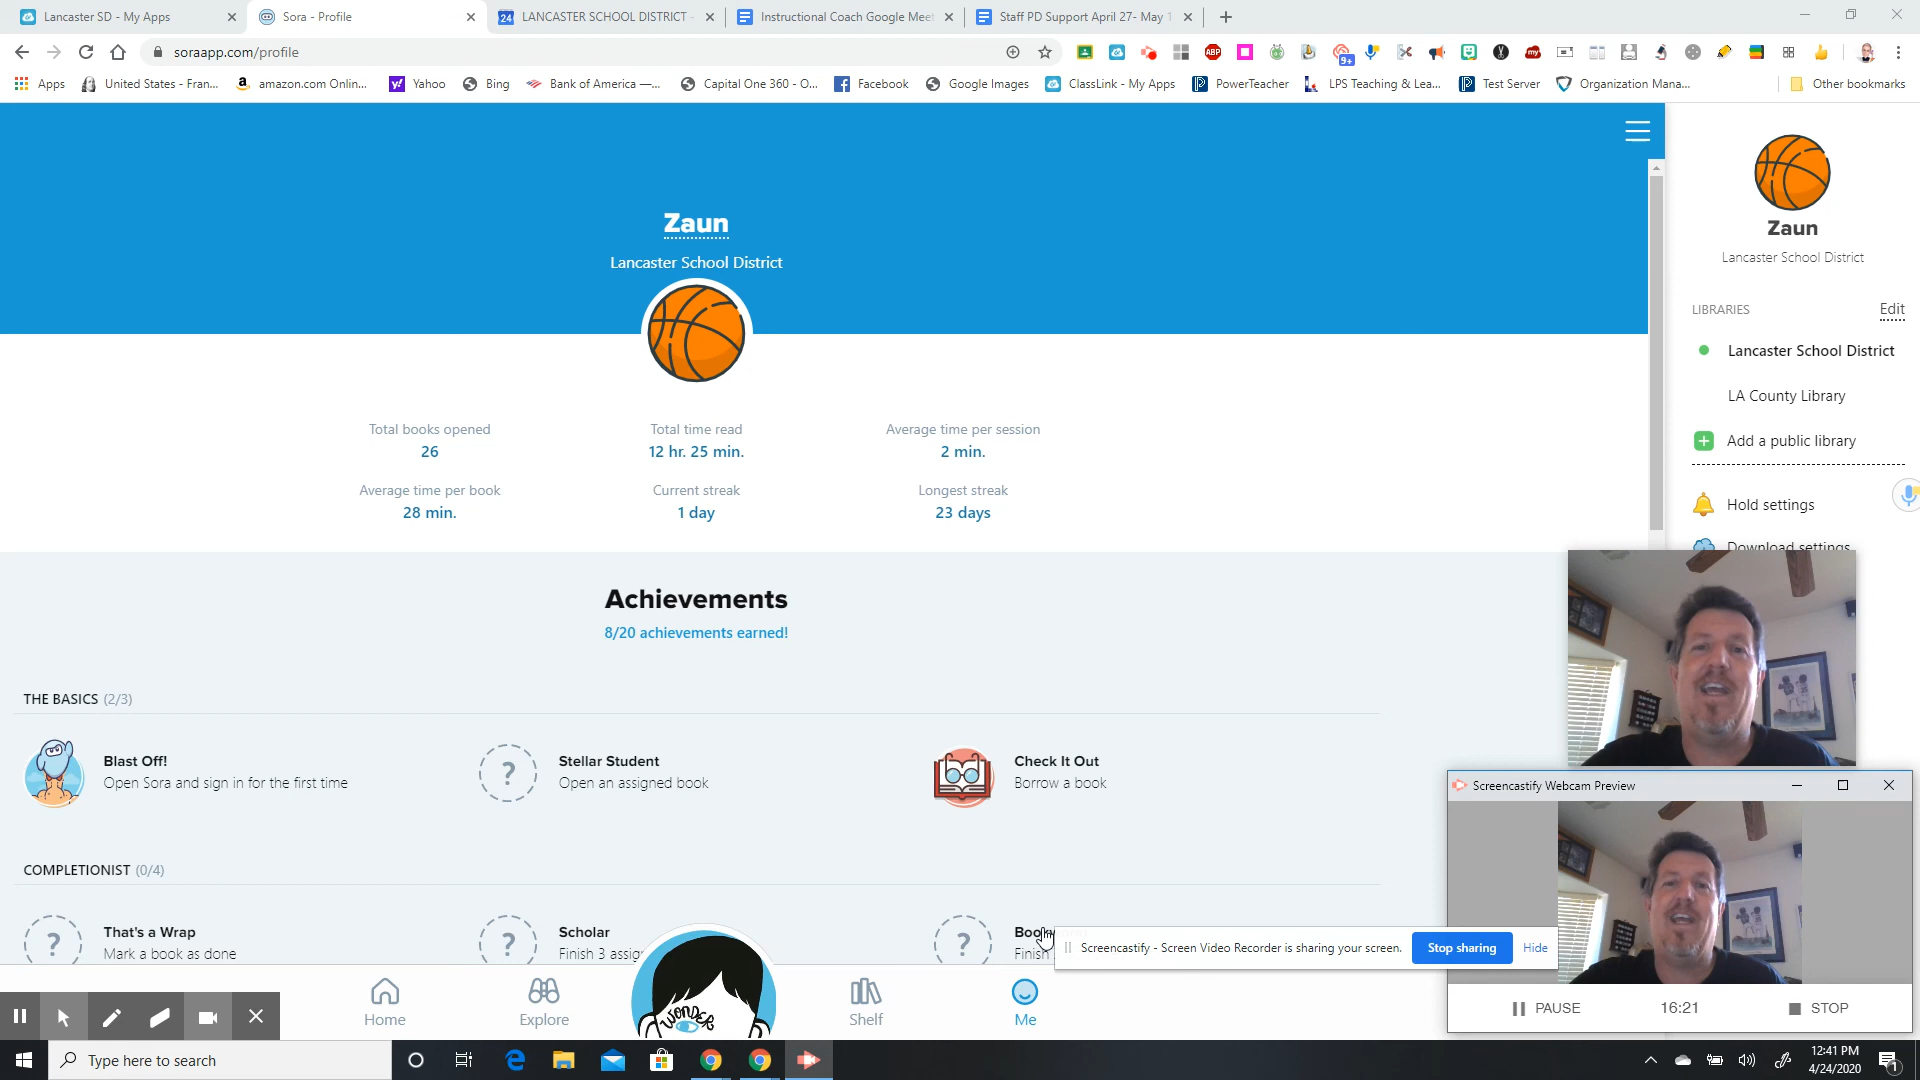 Lancaster SD - My Apps
Sora - Profile
LANCASTER SCHOOL DISTRICT -
Instructional Coach Google Meet
Staff PD Support April 27- May 1
soraapp.com/profile
Apps
United States - Fran...
amazon.com Onlin...
Yahoo
Bing
Bank of America —...
Capital One 360 - O...
Facebook
Google Images
ClassLink - My Apps
PowerTeacher
LPS Teaching & Lea...
Test Server
Organization Mana...
Other bookmarks
Zaun
Lancaster School District
Total books opened
26
Total time read
12 hr. 25 min.
Average time per session
2 min.
Average time per book
28 min.
Current streak
1 day
Longest streak
23 days
Achievements
8/20 achievements earned!
THE BASICS (2/3)
Blast Off!
Open Sora and sign in for the first time
Stellar Student
Open an assigned book
Check It Out
Borrow a book
COMPLETIONIST (0/4)
That's a Wrap
Mark a book as done
Scholar
Finish 3 assig
Finish
Zaun
Lancaster School District
LIBRARIES
Edit
Lancaster School District
LA County Library
Add a public library
Hold settings
Download settings
Screencastify Webcam Preview
Screencastify - Screen Video Recorder is sharing your screen.
Stop sharing
Hide
PAUSE
16:21
STOP
Home
Explore
WONDER
Shelf
Me
Type here to search
12:41 PM
4/24/2020